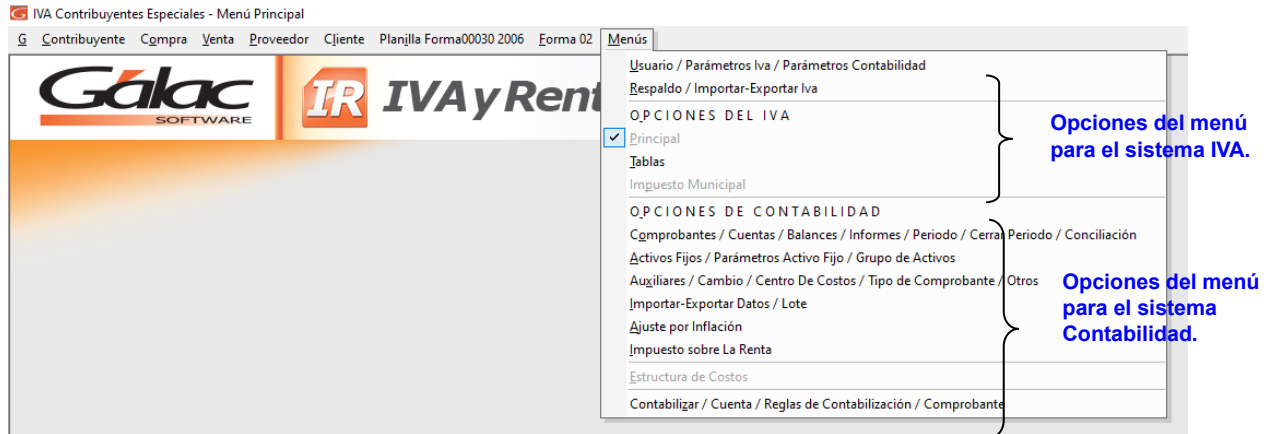 G IVA Contribuyentes Especiales - Menú Principal
G Contribuyente Compra Venta Proveedor Cliente Planilla Forma00030 2006 Forma 02 Menús
Gálac
SOFTWARE
IR IVA y Rent
Usuario / Parámetros Iva / Parámetros Contabilidad
Respaldo / Importar-Exportar Iva
OPCIONES DEL IVA
Principal
Tablas
Impuesto Municipal
Opciones del menú
para el sistema IVA.
OPCIONES DE CONTABILIDAD
Comprobantes / Cuentas / Balances / Informes / Periodo / Cerrar Periodo / Conciliación
Activos Fijos / Parámetros Activo Fijo / Grupo de Activos
Auxiliares / Cambio / Centro De Costos / Tipo de Comprobante / Otros
Importar-Exportar Datos / Lote
Ajuste por Inflación
Impuesto sobre La Renta
Estructura de Costos
Contabilizar / Cuenta / Reglas de Contabilización / Comprobante
Opciones del menú
para el sistema
Contabilidad.